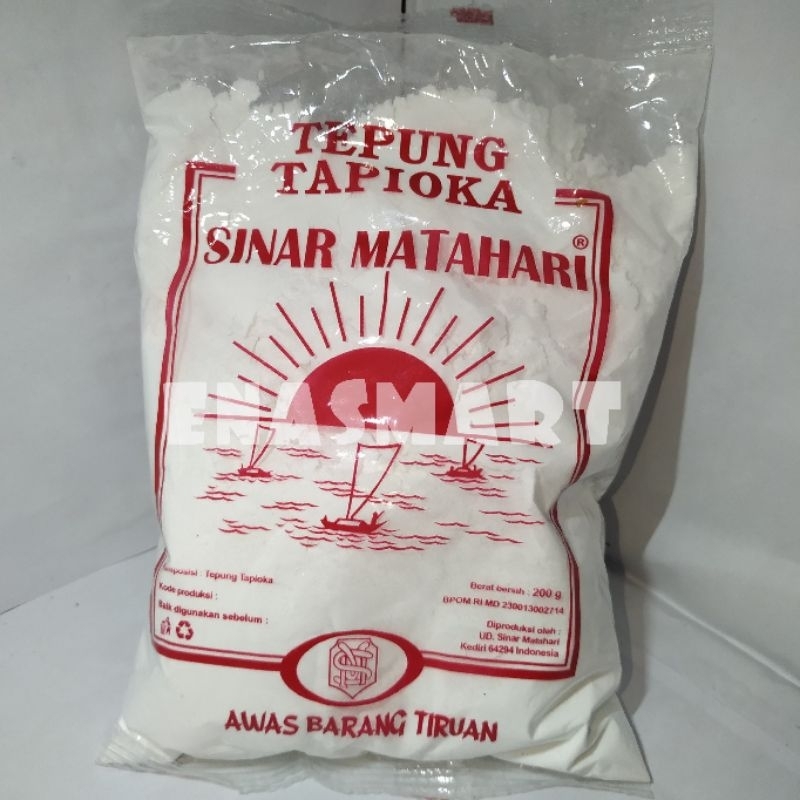 TEPUNG
TAPIOKA
SINAR MATAHARI®
ENASMART
Komposisi : Tepung Tapioka
Kode produksi :
Baik digunakan sebelum :
Berat bersih : 200 g
BPOM RI MD 230013002714
Diproduksi oleh :
UD. Sinar Matahari
Kediri 64294 Indonesia
AWAS BARANG TIRUAN